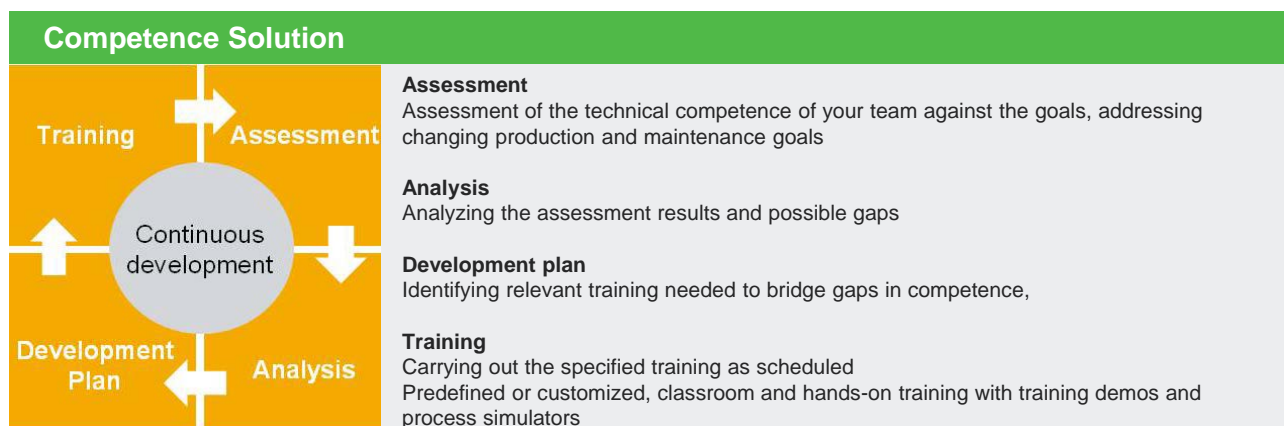 Competence Solution
Training
Assessment
Continuous
development
Development
Plan
Analysis
Assessment
Assessment of the technical competence of your team against the goals, addressing
changing production and maintenance goals
Analysis
Analyzing the assessment results and possible gaps
Development plan
Identifying relevant training needed to bridge gaps in competence,
Training
Carrying out the specified training as scheduled
Predefined or customized, classroom and hands-on training with training demos and
process simulators